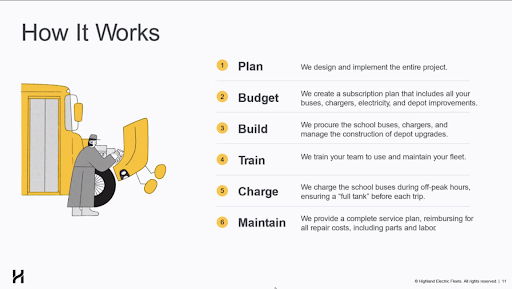 How It Works
1 Plan We design and implement the entire project.
2 Budget We create a subscription plan that includes all your
buses, chargers, electricity, and depot improvements.
3 Build We procure the school buses, chargers, and
manage the construction of depot upgrades.
4 Train We train your team to use and maintain your fleet.
5 Charge We charge the school buses during off-peak hours,
ensuring a “full tank” before each trip.
6 Maintain We provide a complete service plan, reimbursing for
all repair costs, including parts and labor.
H
© Highland Electric Fleets. All rights reserved. | 11